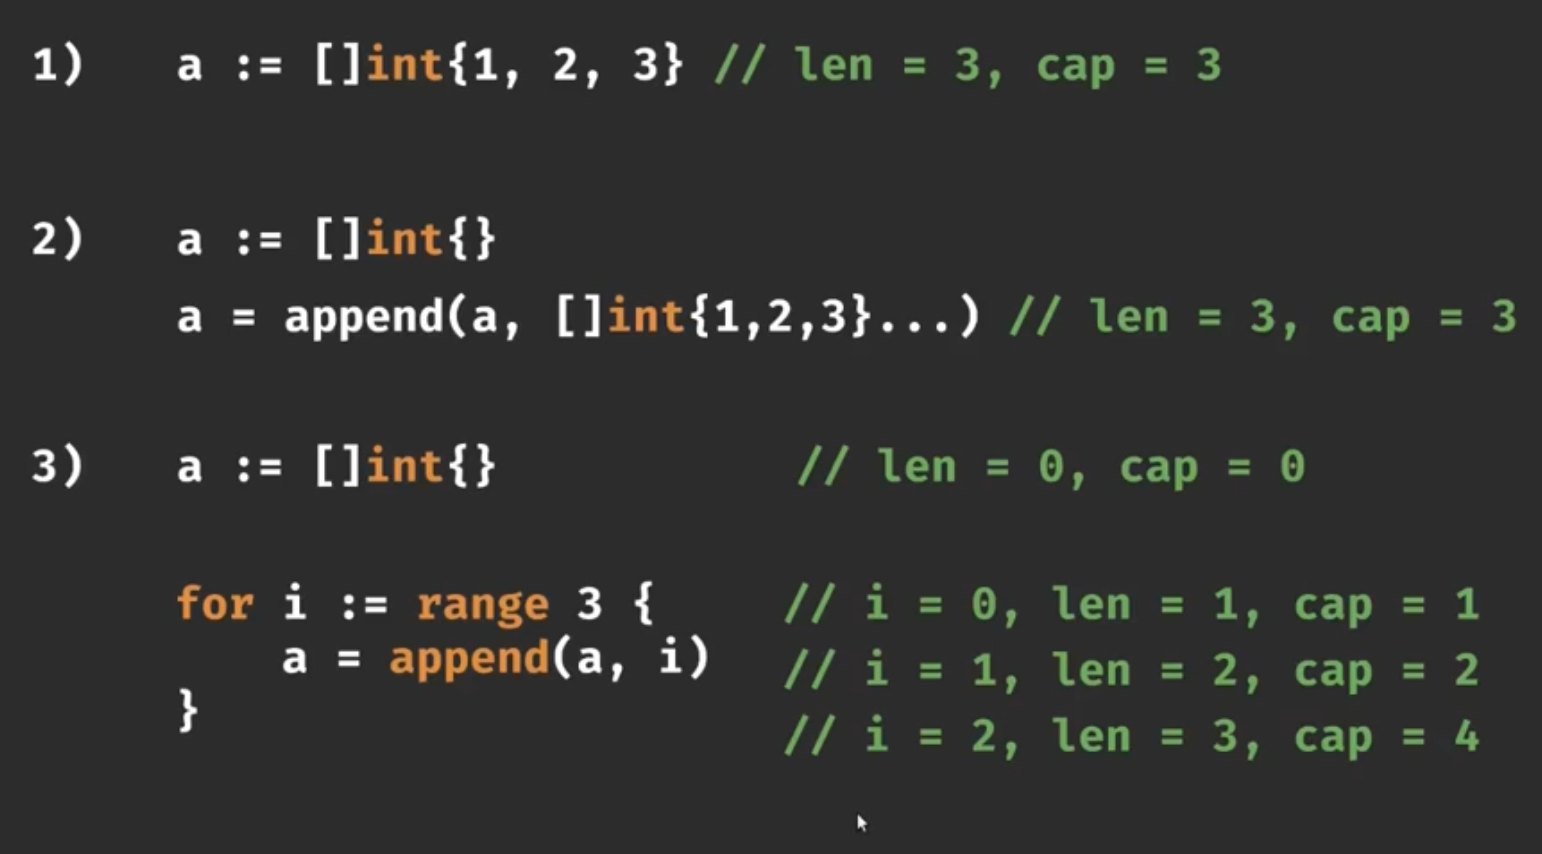 1) a := []int{1, 2, 3} // len = 3, cap = 3
2) a := []int{}
a = append(a, []int{1,2,3}...) // len = 3, cap = 3
3) a := []int{} // len = 0, cap = 0
for i := range 3 { // i = 0, len = 1, cap = 1
a = append(a, i) // i = 1, len = 2, cap = 2
} // i = 2, len = 3, cap = 4